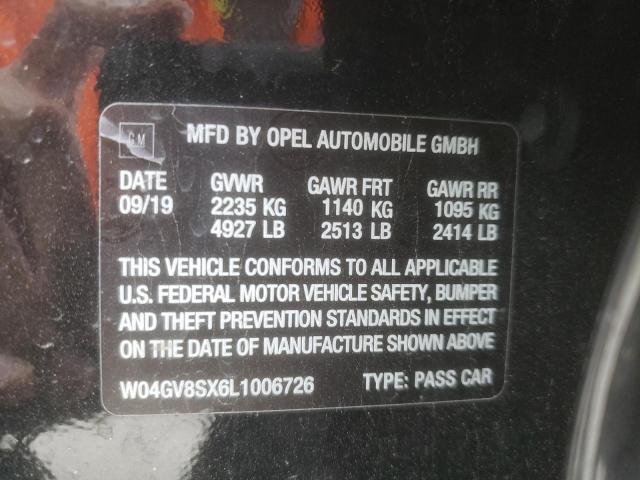 GM MFD BY OPEL AUTOMOBILE GMBH
DATE GVWR GAWR FRT GAWR RR
09/19 2235 KG 1140 KG 1095 KG
4927 LB 2513 LB 2414 LB
THIS VEHICLE CONFORMS TO ALL APPLICABLE
U.S. FEDERAL MOTOR VEHICLE SAFETY, BUMPER
AND THEFT PREVENTION STANDARDS IN EFFECT
ON THE DATE OF MANUFACTURE SHOWN ABOVE
W04GV8SX6L1006726 TYPE: PASS CAR